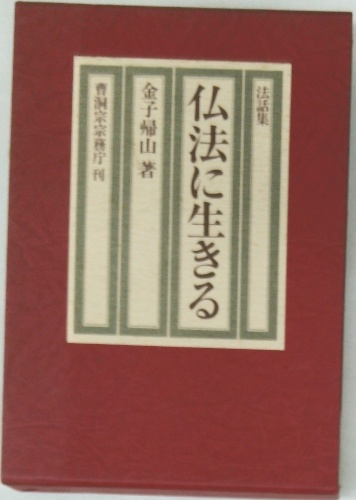 法話集
仏法に生きる
金子帰山 著
曹洞宗宗務庁 刊